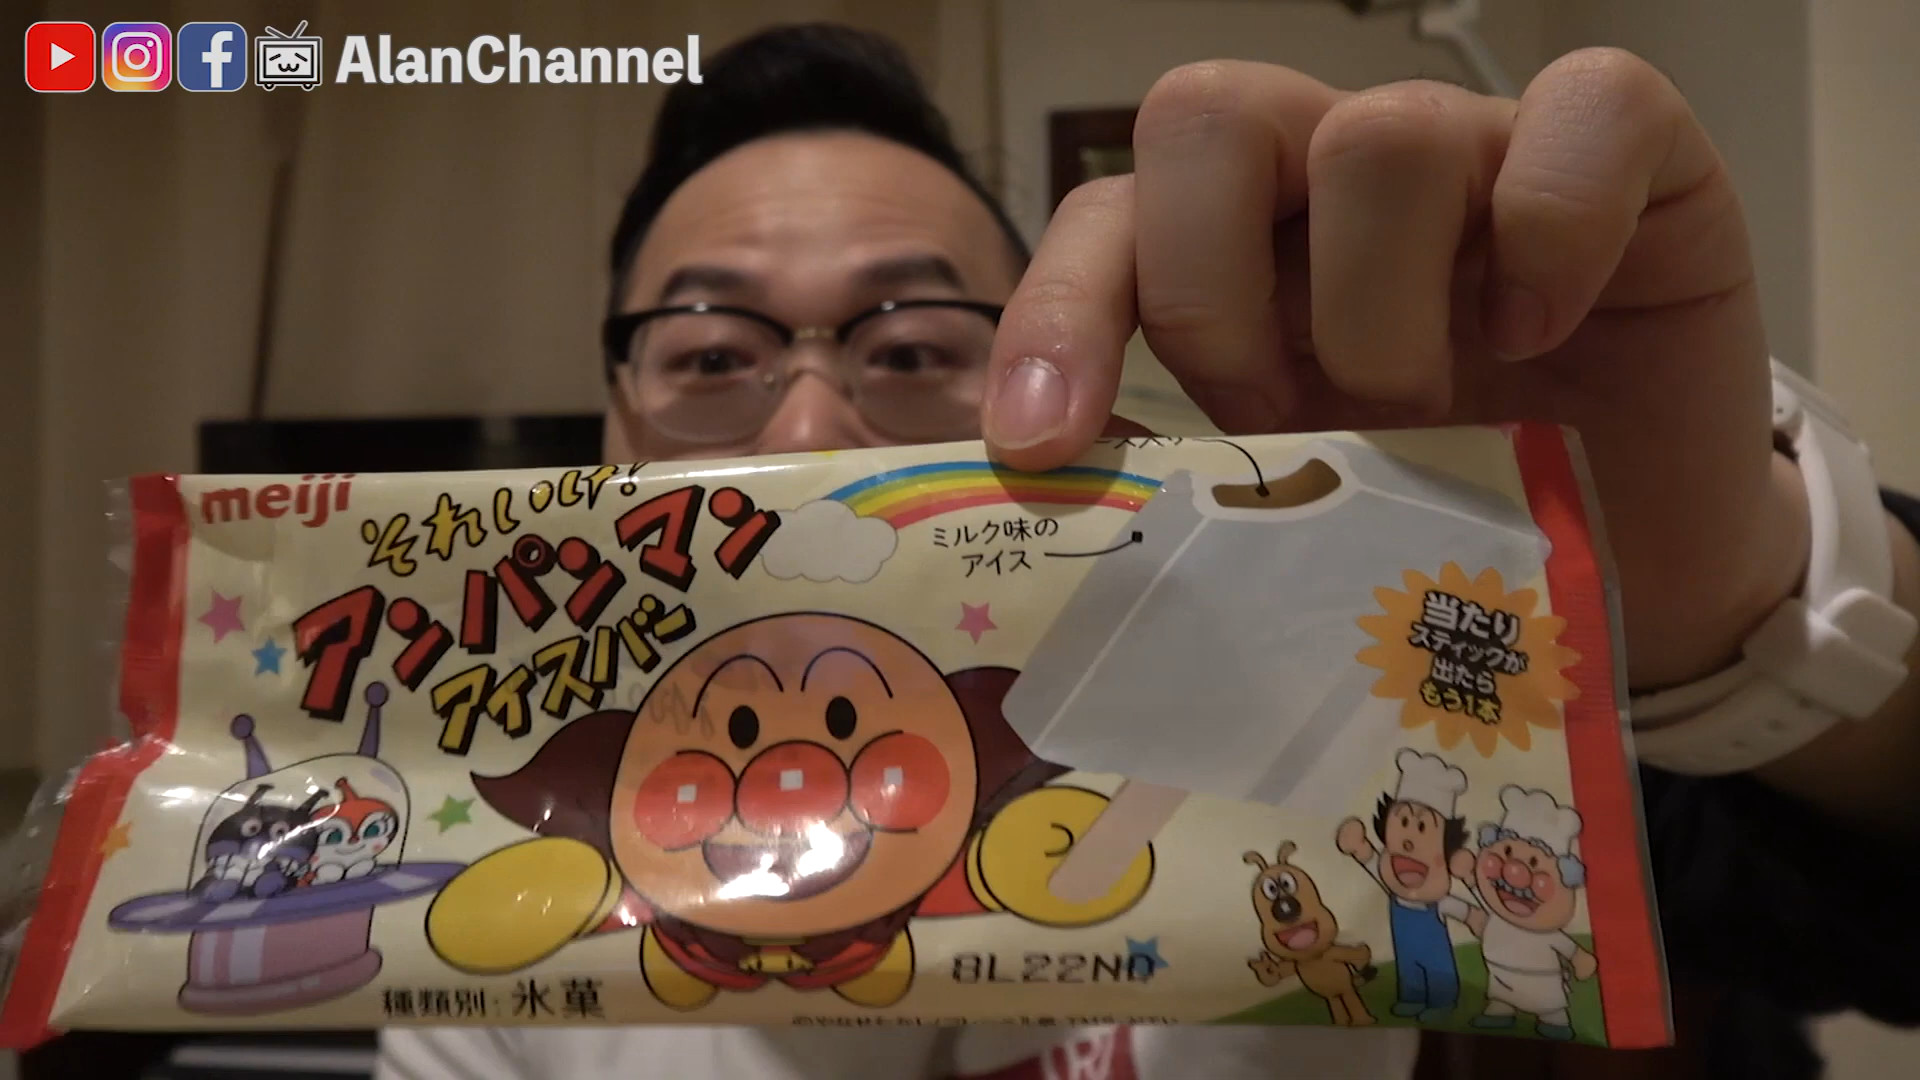 AlanChannel
meiji
それいけ!
アンパンマン
アイスバー
ミルク味の
アイス
当たり
スティックが
出たら
もう1本
8L22ND
種類別:氷菓